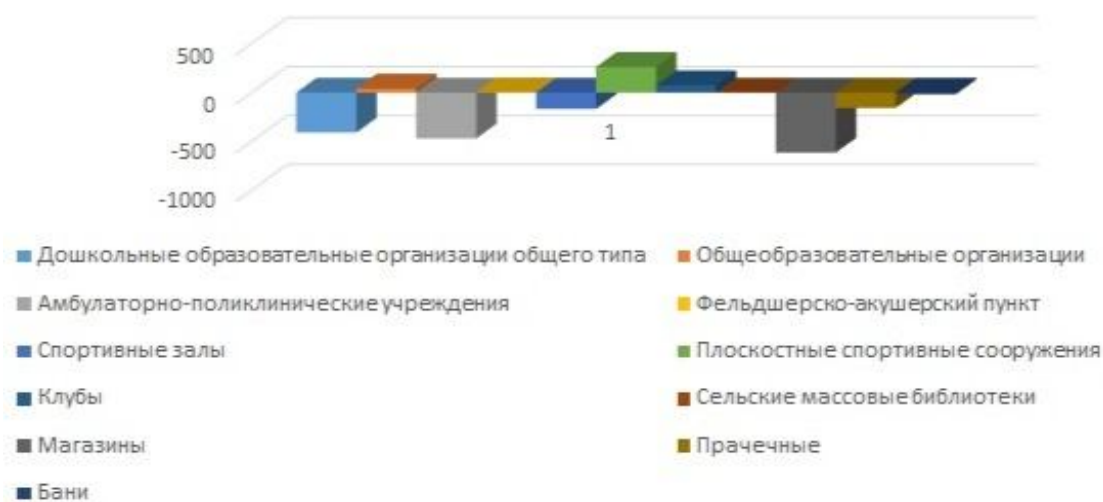 500
0
1
-500
-1000
Дошкольные образовательные организации общего типа
Общеобразовательные организации
Амбулаторно-поликлинические учреждения
Фельдшерско-акушерский пункт
Спортивные залы
Плоскостные спортивные сооружения
Клубы
Сельские массовые библиотеки
Магазины
Прачечные
Бани